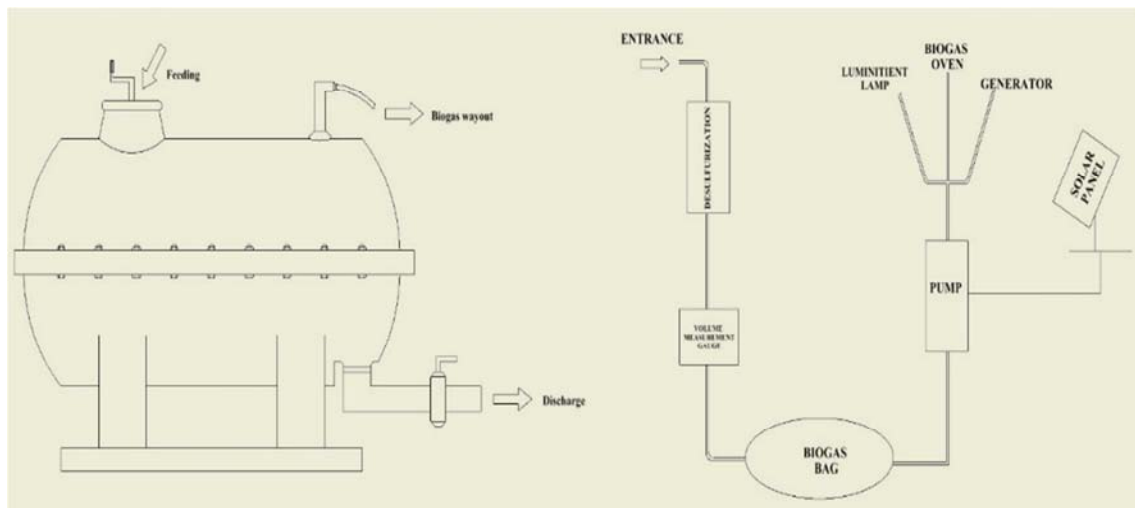 Feeding
Biogas wayout
Discharge
ENTRANCE
DESULFURIZATION
VOLUME
MEASUREMENT
GAUGE
BIOGAS
BAG
PUMP
LUMINITIENT
LAMP
BIOGAS
OVEN
GENERATOR
SOLAR
PANEL